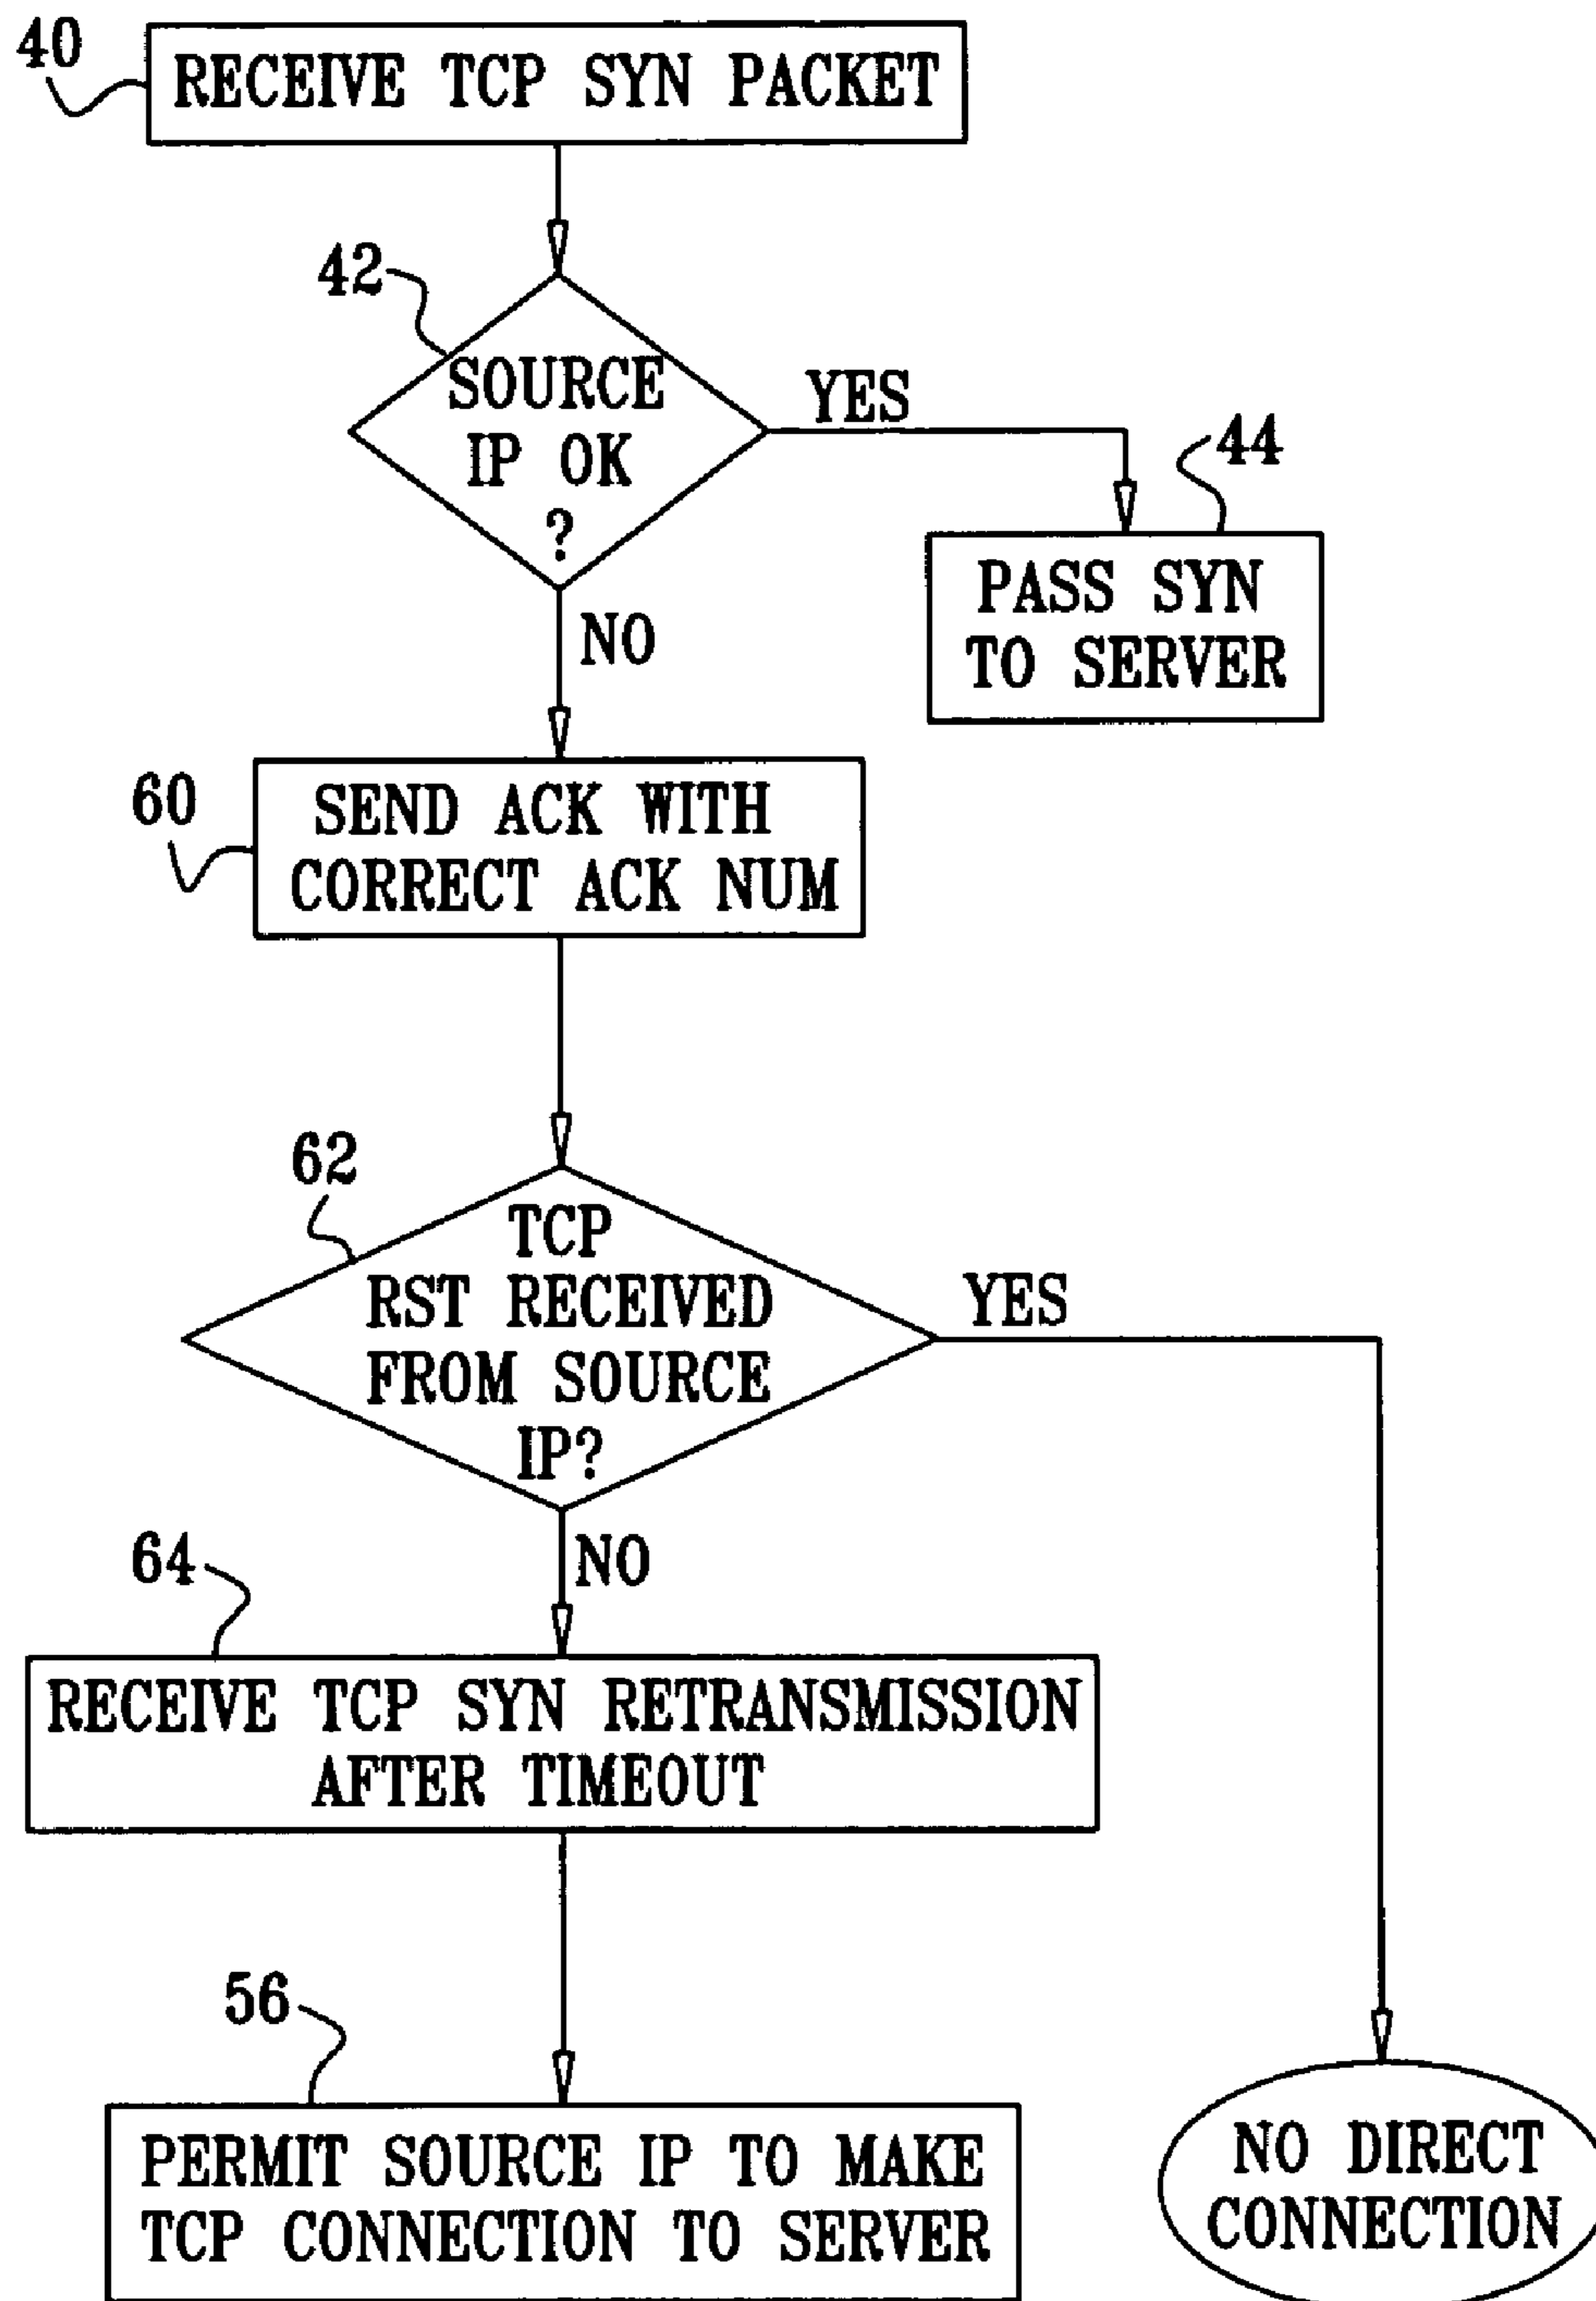 40
RECEIVE TCP SYN PACKET
42
SOURCE
IP OK
?
YES
44
PASS SYN
TO SERVER
NO
60
SEND ACK WITH
CORRECT ACK NUM
62
TCP
RST RECEIVED
FROM SOURCE
IP?
YES
NO
64
RECEIVE TCP SYN RETRANSMISSION
AFTER TIMEOUT
56
PERMIT SOURCE IP TO MAKE
TCP CONNECTION TO SERVER
NO DIRECT
CONNECTION